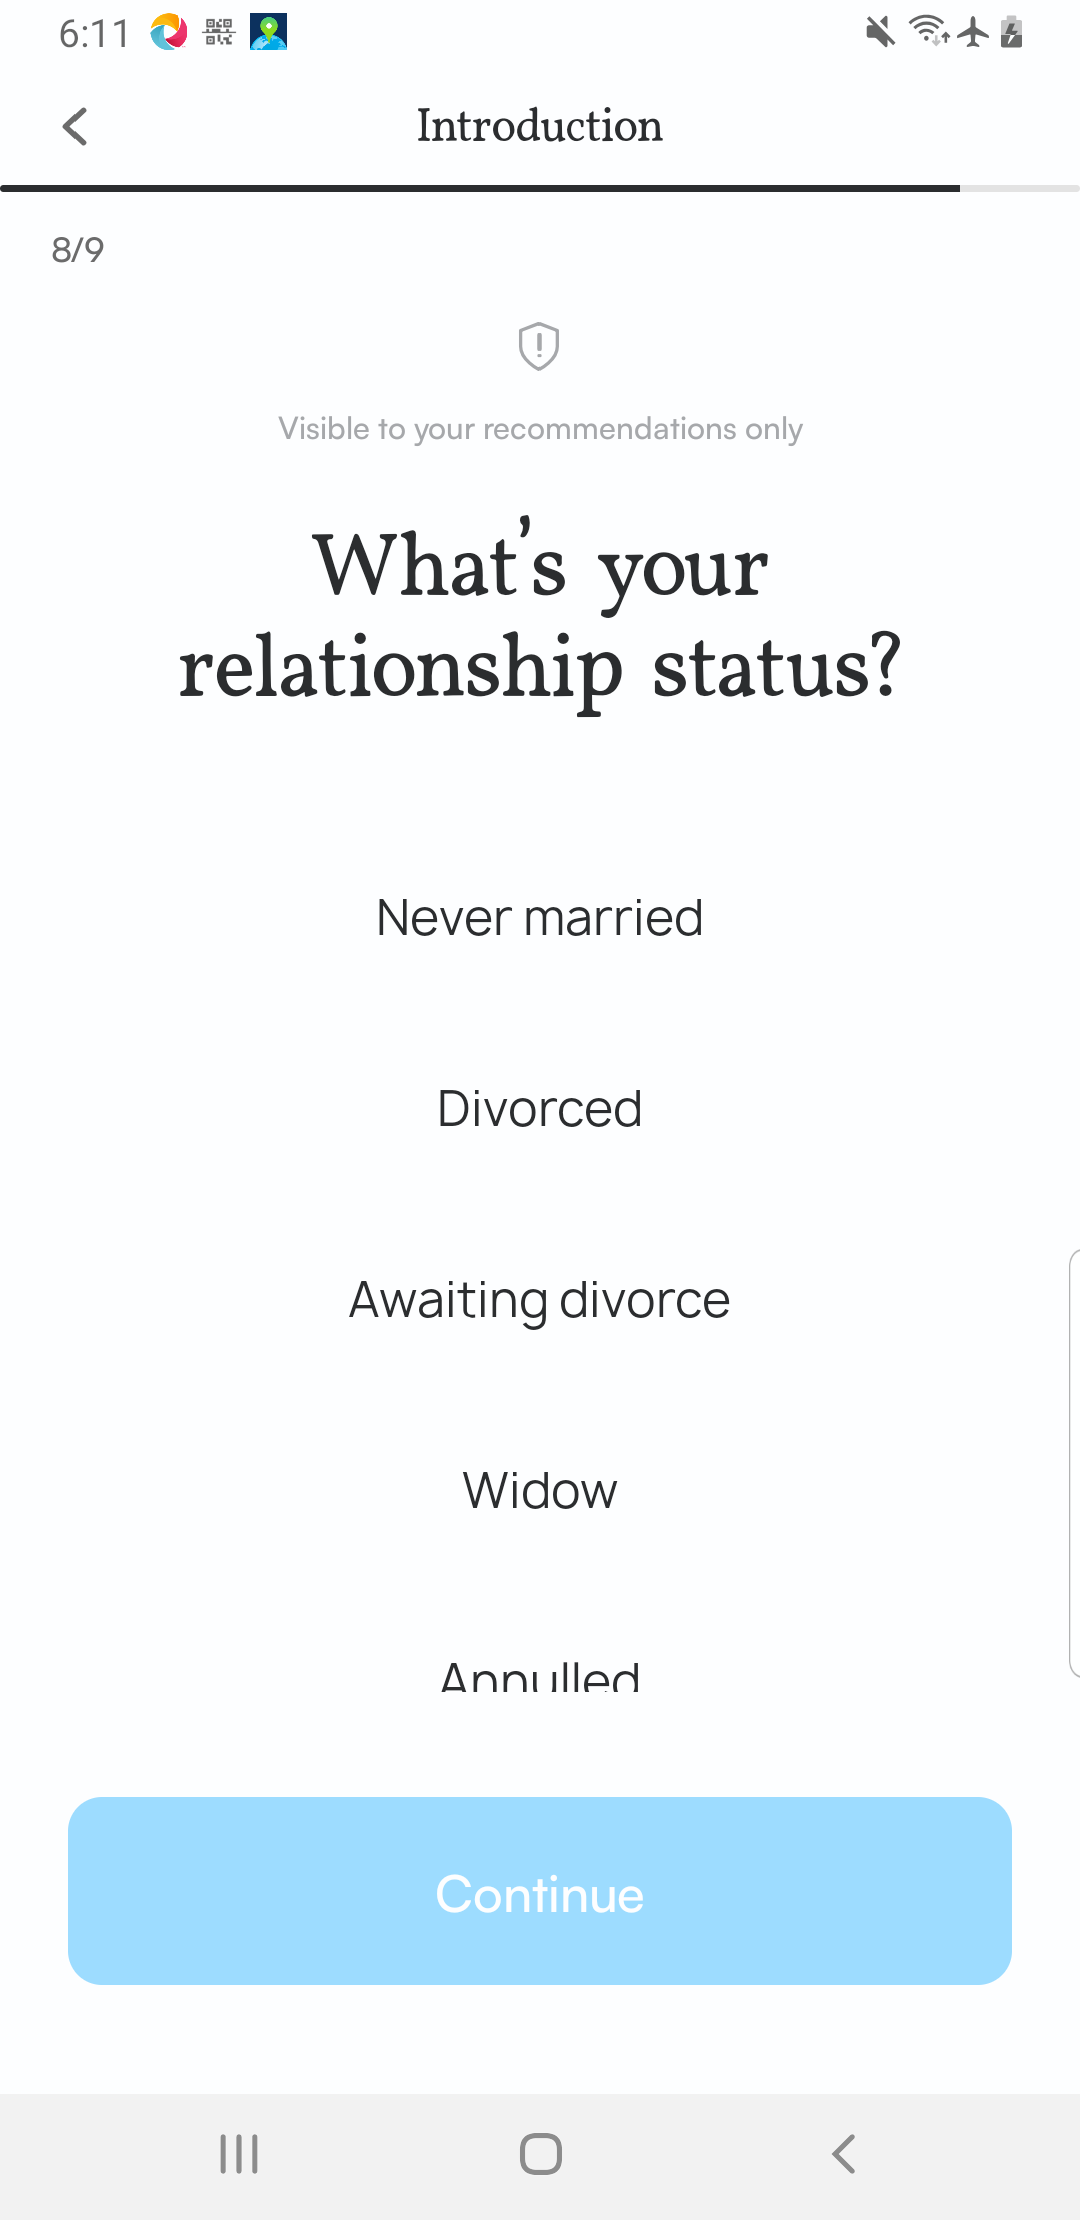 6:11
Introduction
8/9
Visible to your recommendations only
What's your
relationship status?
Never married
Divorced
Awaiting divorce
Widow
Annulled
Continue